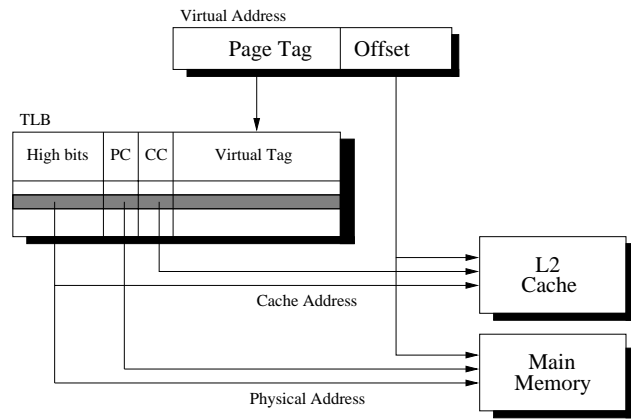 Virtual Address
Page Tag Offset
TLB
High bits PC CC Virtual Tag
L2
Cache
Cache Address
Main
Memory
Physical Address